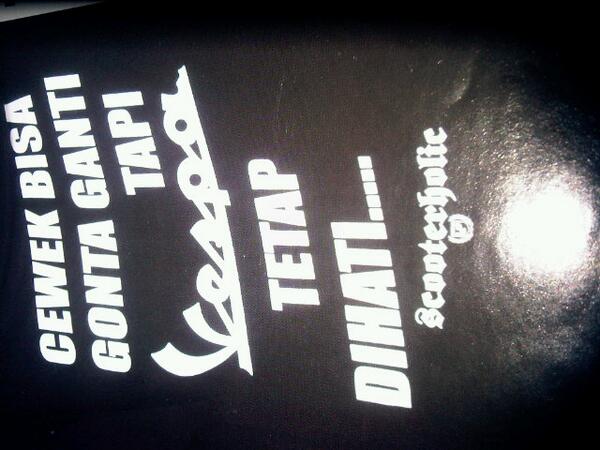 CEWEK BISA
GONTA GANTI
TAPI
Vespa
TETAP
DIHATI.....
Scooterholic